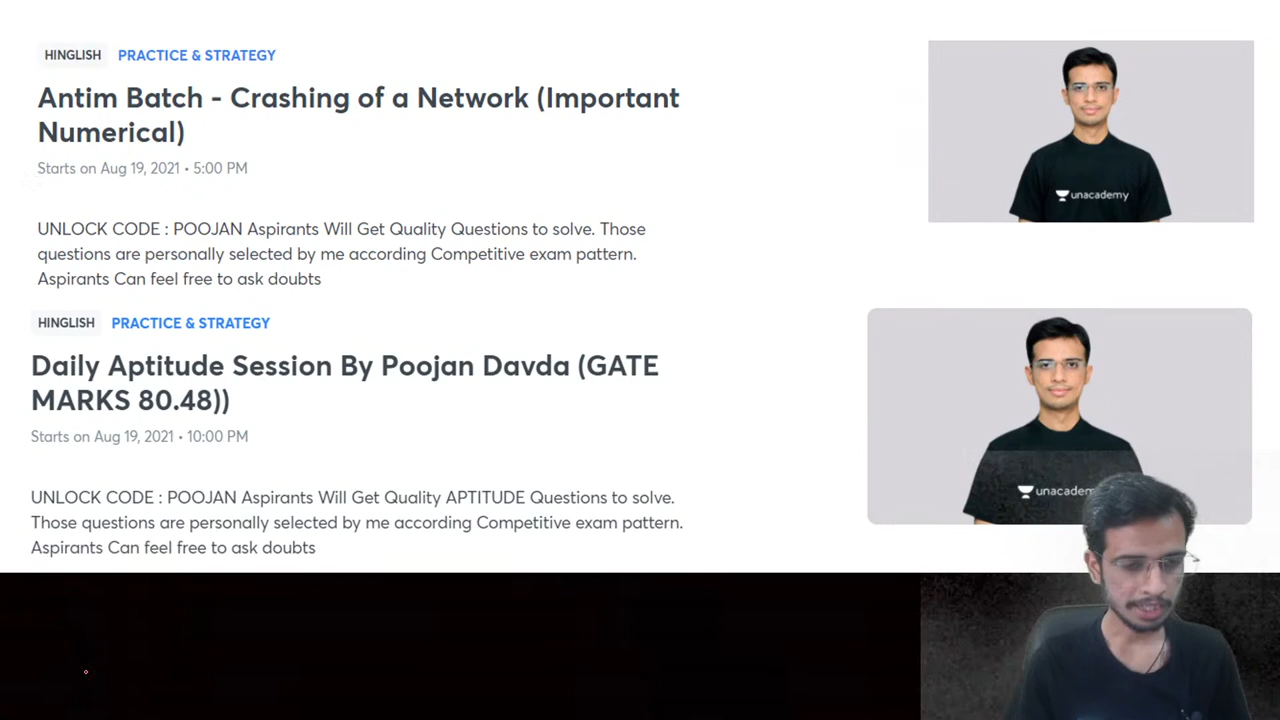 HINGLISH PRACTICE & STRATEGY
Antim Batch - Crashing of a Network (Important
Numerical)
Starts on Aug 19, 2021 • 5:00 PM
UNLOCK CODE : POOJAN Aspirants Will Get Quality Questions to solve. Those
questions are personally selected by me according Competitive exam pattern.
Aspirants Can feel free to ask doubts
unacademy
HINGLISH PRACTICE & STRATEGY
Daily Aptitude Session By Poojan Davda (GATE
MARKS 80.48))
Starts on Aug 19, 2021 • 10:00 PM
UNLOCK CODE : POOJAN Aspirants Will Get Quality APTITUDE Questions to solve.
Those questions are personally selected by me according Competitive exam pattern.
Aspirants Can feel free to ask doubts
unacadem